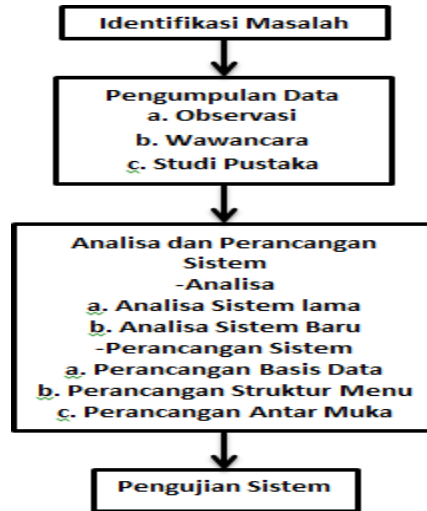 Identifikasi Masalah
Pengumpulan Data
a. Observasi
b. Wawancara
c. Studi Pustaka
Analisa dan Perancangan
Sistem
-Analisa
a. Analisa Sistem lama
b. Analisa Sistem Baru
-Perancangan Sistem
a. Perancangan Basis Data
b. Perancangan Struktur Menu
c. Perancangan Antar Muka
Pengujian Sistem